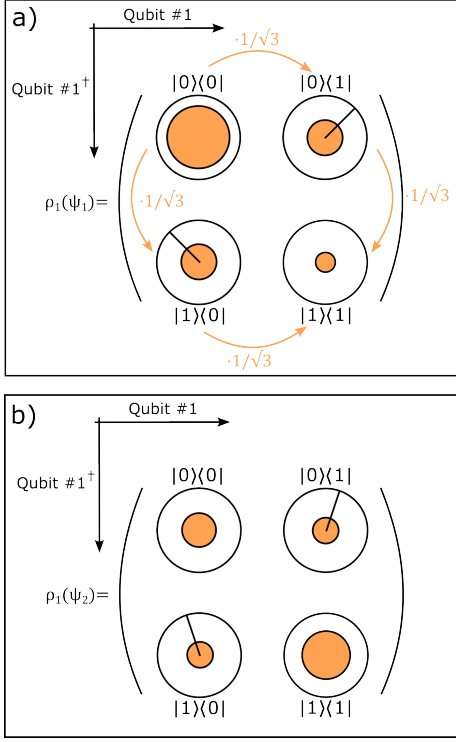 a)
Qubit #1
Qubit #1†
·1/√3
|0⟩⟨0| |0⟩⟨1|
ρ₁(ψ₁)= ·1/√3 ·1/√3
|1⟩⟨0| |1⟩⟨1|
·1/√3
b)
Qubit #1
Qubit #1†
|0⟩⟨0| |0⟩⟨1|
ρ₁(ψ₂)=
|1⟩⟨0| |1⟩⟨1|